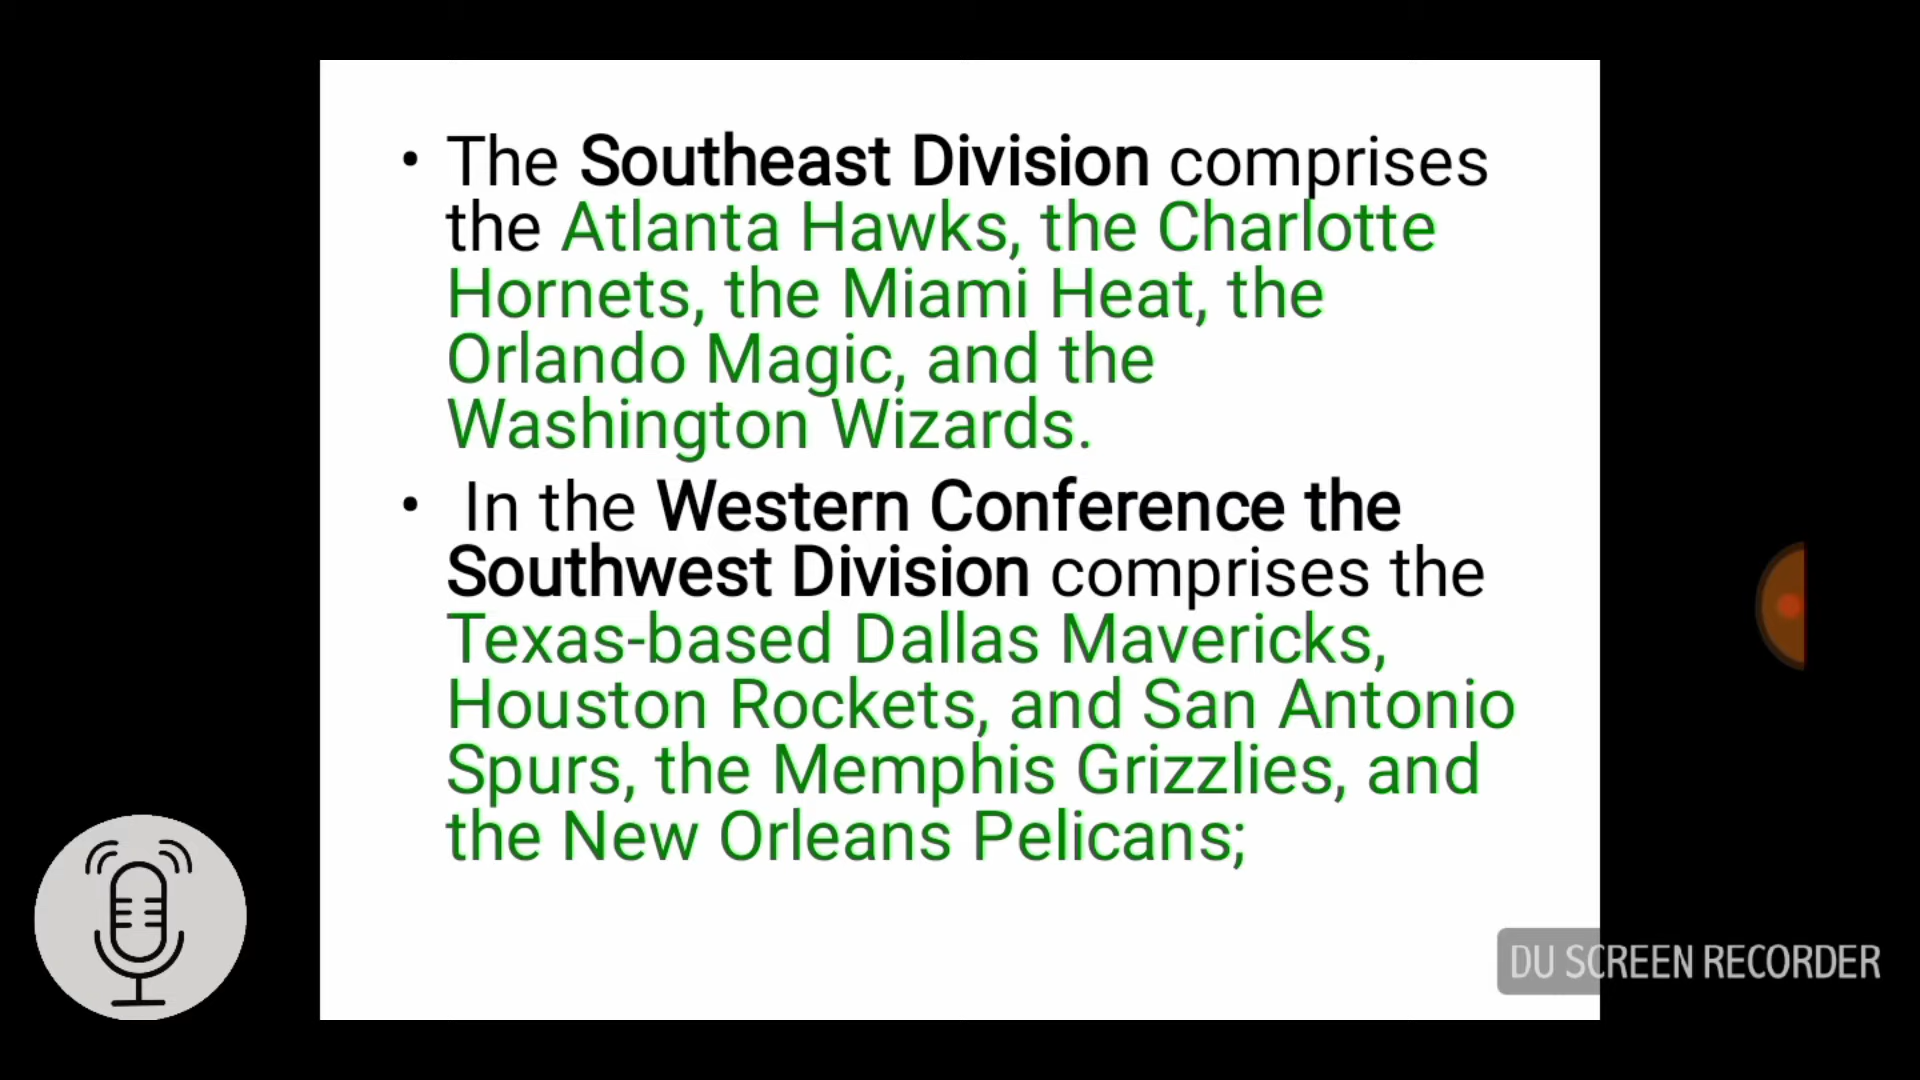 • The Southeast Division comprises
the Atlanta Hawks, the Charlotte
Hornets, the Miami Heat, the
Orlando Magic, and the
Washington Wizards.
• In the Western Conference the
Southwest Division comprises the
Texas-based Dallas Mavericks,
Houston Rockets, and San Antonio
Spurs, the Memphis Grizzlies, and
the New Orleans Pelicans;
DU SCREEN RECORDER